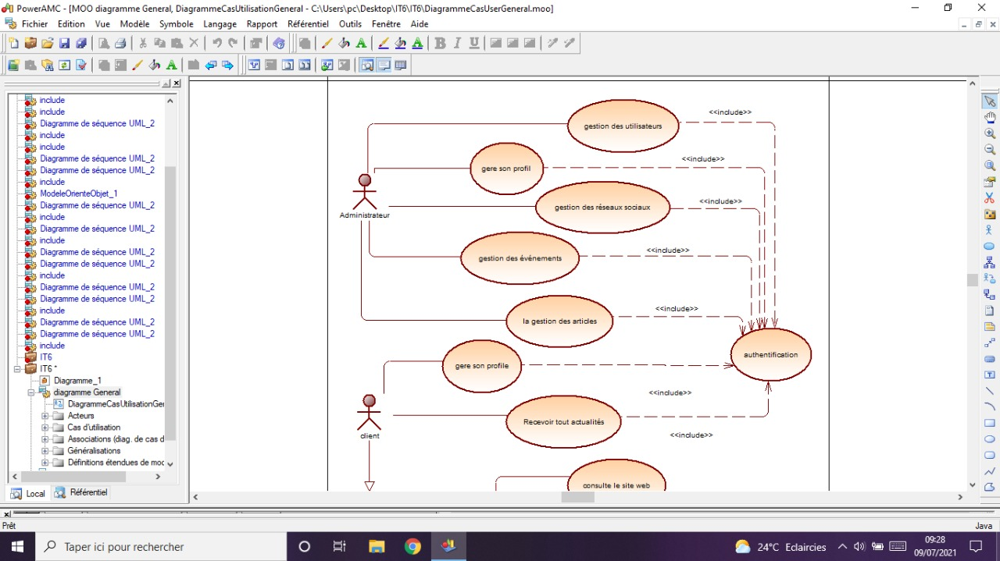 PowerAMC - [MOO diagramme General, DiagrammeCasUtilisationGeneral - C:\Users\pc\Desktop\IT6\IT6\DiagrammeCasUserGeneral.moo]
Fichier Edition Vue Modèle Symbole Langage Rapport Référentiel Outils Fenêtre Aide
include
include
Diagramme de séquence UML_2
include
include
Diagramme de séquence UML_2
Diagramme de séquence UML_2
include
ModeleOrienteObjet_1
Diagramme de séquence UML_2
include
Diagramme de séquence UML_2
include
Diagramme de séquence UML_2
Diagramme de séquence UML_2
include
Diagramme de séquence UML_2
Diagramme de séquence UML_2
include
Diagramme de séquence UML_2
Diagramme de séquence UML_2
include
IT6
IT6 *
Diagramme_1
diagramme General
DiagrammeCasUtilisationGe
Acteurs
Cas d'utilisation
Associations (diag. de cas d
Généralisations
Définitions étendues de moc
Local Référentiel
gestion des utilisateurs
<<include>>
gere son profil
<<include>>
Administrateur
gestion des réseaux sociaux
<<include>>
gestion des événements
<<include>>
la gestion des articles
<<include>>
authentification
gere son profile
<<include>>
client
Recevoir tout actualités
<<include>>
consulte le site web
Prêt
Java
Taper ici pour rechercher
24°C Eclaircies
09:28
09/07/2021